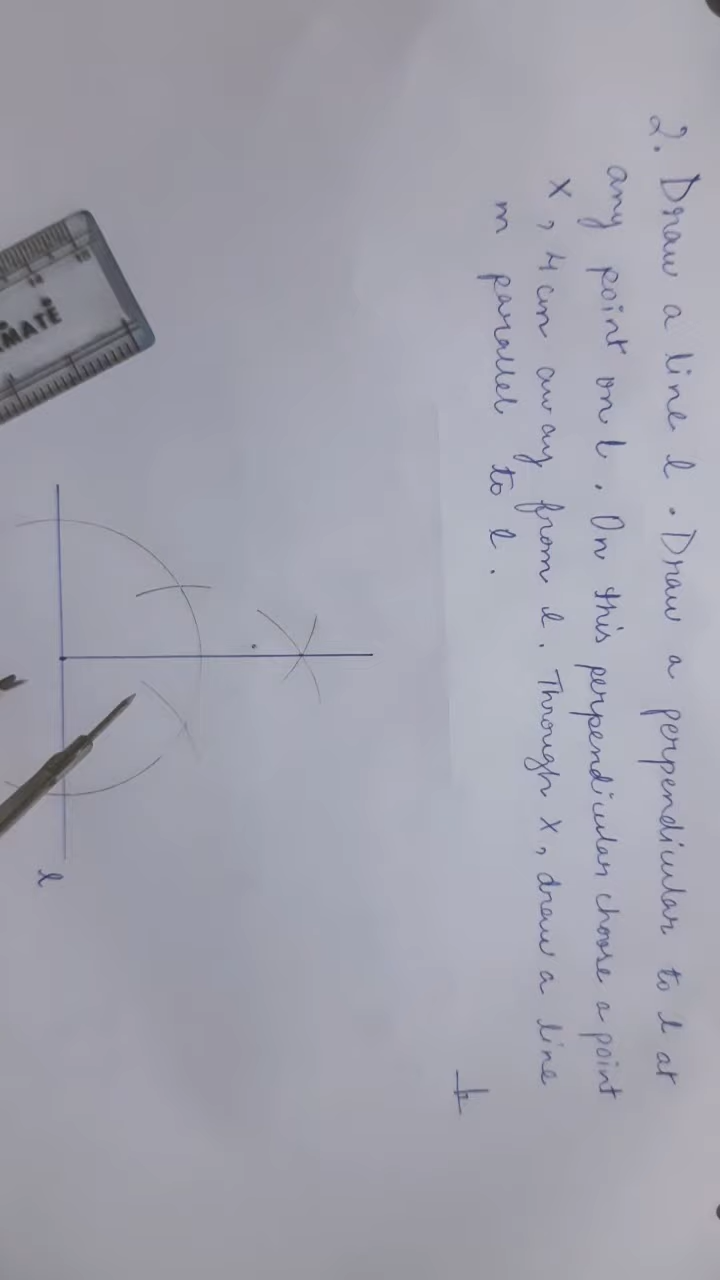 2. Draw a line l. Draw a perpendicular to l at
any point on l. On this perpendicular choose a point
X, 4 cm away from l. Through X, draw a line
m parallel to l.
l